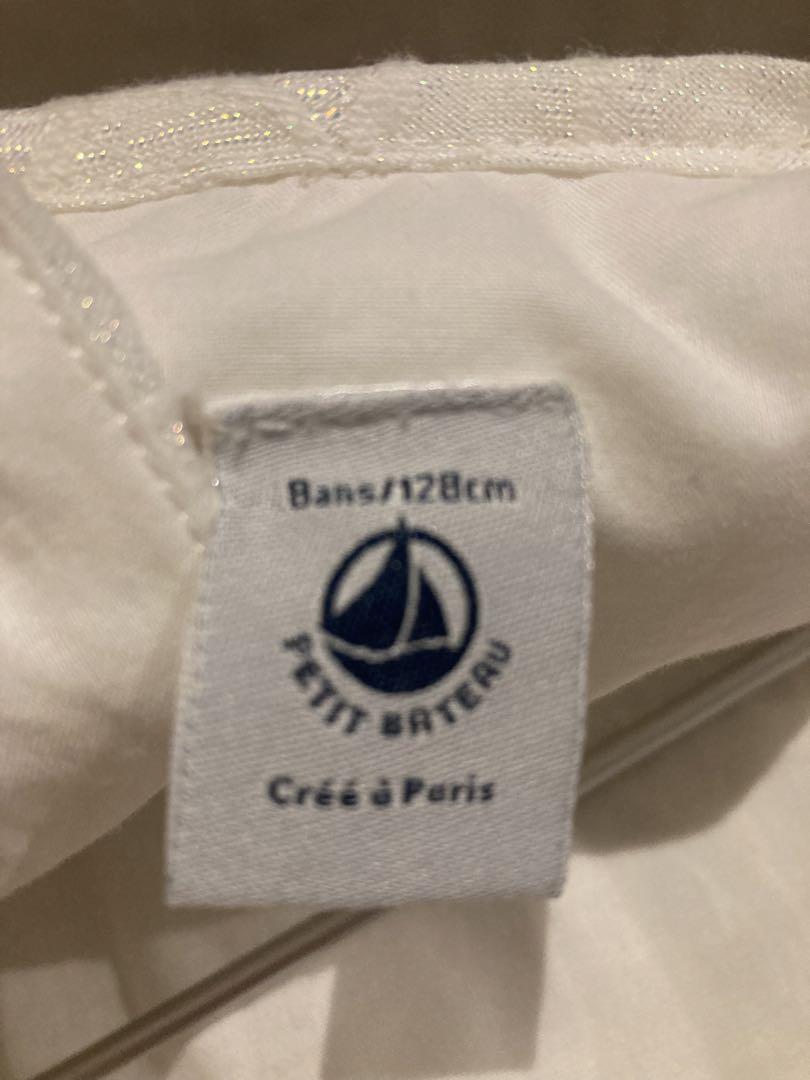 8ans/128cm
PETIT BATEAU
Créé à Paris